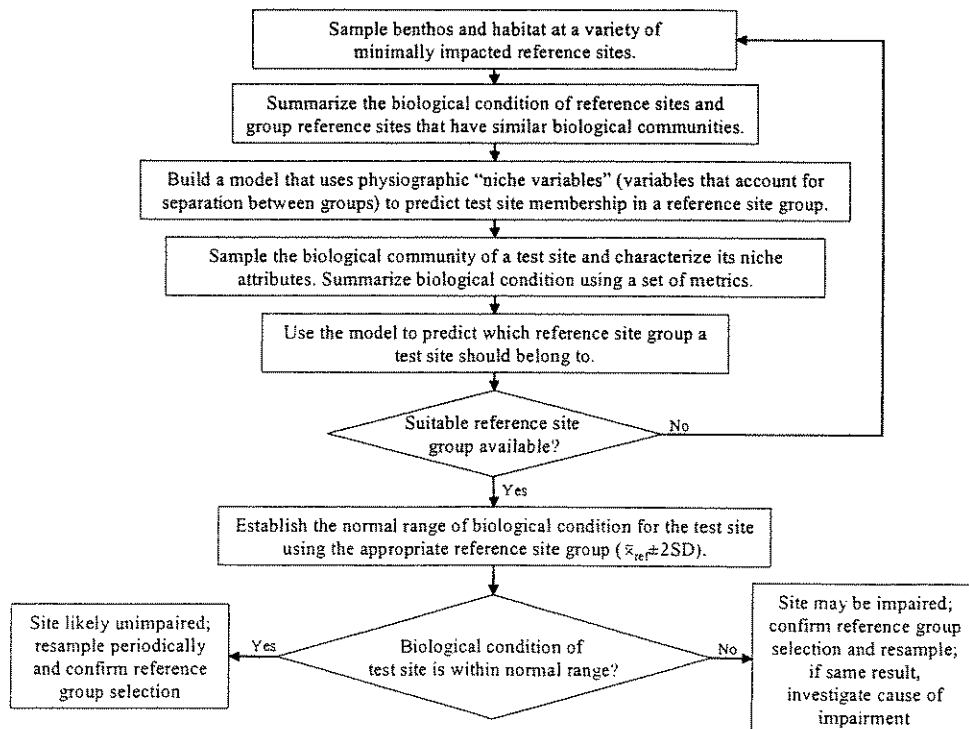 Sample benthos and habitat at a variety of
minimally impacted reference sites.
Summarize the biological condition of reference sites and
group reference sites that have similar biological communities.
Build a model that uses physiographic “niche variables” (variables that account for
separation between groups) to predict test site membership in a reference site group.
Sample the biological community of a test site and characterize its niche
attributes. Summarize biological condition using a set of metrics.
Use the model to predict which reference site group a
test site should belong to.
Suitable reference site
group available?
No
Yes
Establish the normal range of biological condition for the test site
using the appropriate reference site group (x̄ref±2SD).
Biological condition of
test site is within normal range?
Yes
Site likely unimpaired;
resample periodically
and confirm reference
group selection
No
Site may be impaired;
confirm reference group
selection and resample;
if same result,
investigate cause of
impairment